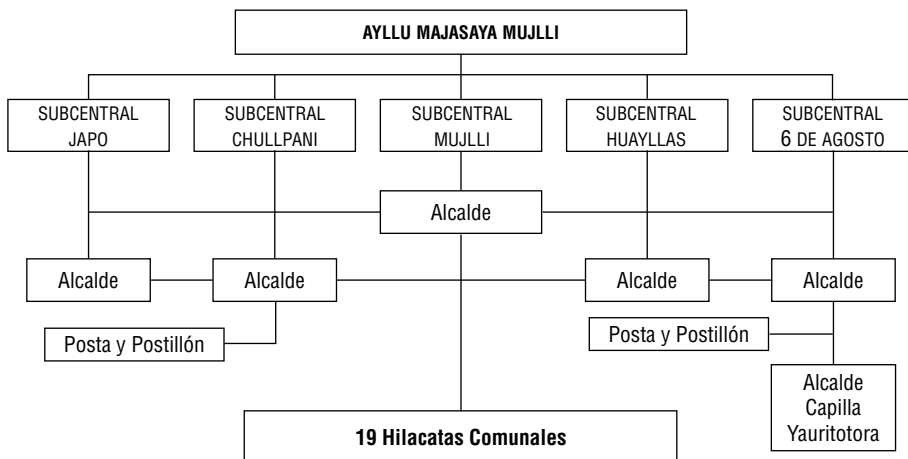 AYLLU MAJASAYA MUJLLI
SUBCENTRAL
JAPO
SUBCENTRAL
CHULLPANI
SUBCENTRAL
MUJLLI
SUBCENTRAL
HUAYLLAS
SUBCENTRAL
6 DE AGOSTO
Alcalde
Alcalde
Alcalde
Alcalde
Alcalde
Posta y Postillón
Posta y Postillón
Alcalde
Capilla
Yauritotora
19 Hilacatas Comunales